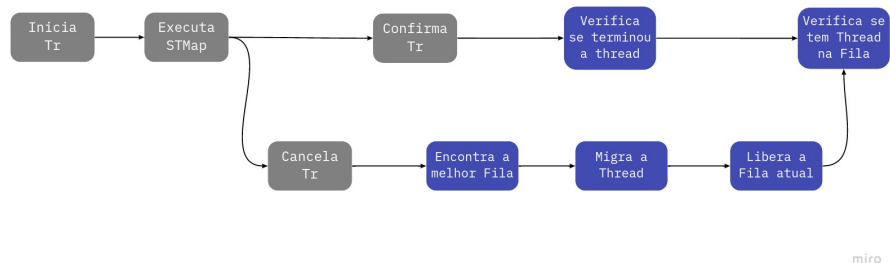 Inicia
Tr
Executa
STMap
Confirma
Tr
Verifica
se terminou
a thread
Verifica se
tem Thread
na Fila
Cancela
Tr
Encontra a
melhor Fila
Migra a
Thread
Libera a
Fila atual
miro